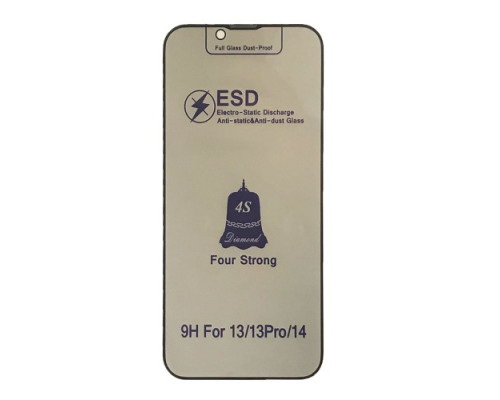 Full Glass Dust-Proof
ESD
Electro-Static Discharge
Anti-static&Anti-dust Glass
4S
Diamond
Four Strong
9H For 13/13Pro/14